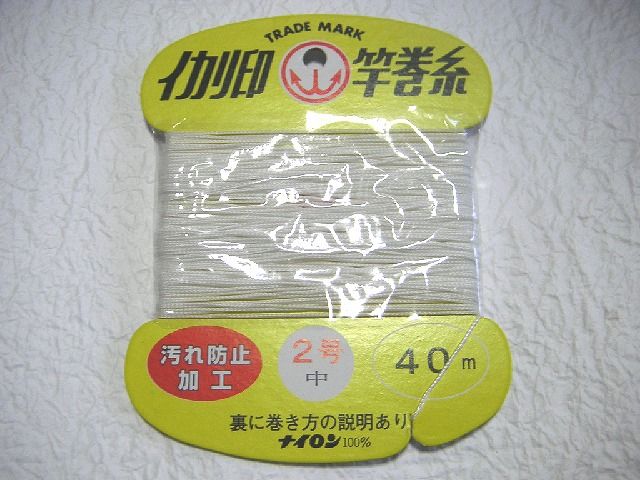 TRADE MARK
イカリ印 竿巻糸
汚れ防止
加工
2号
中
40m
裏に巻き方の説明あり
ナイロン100%